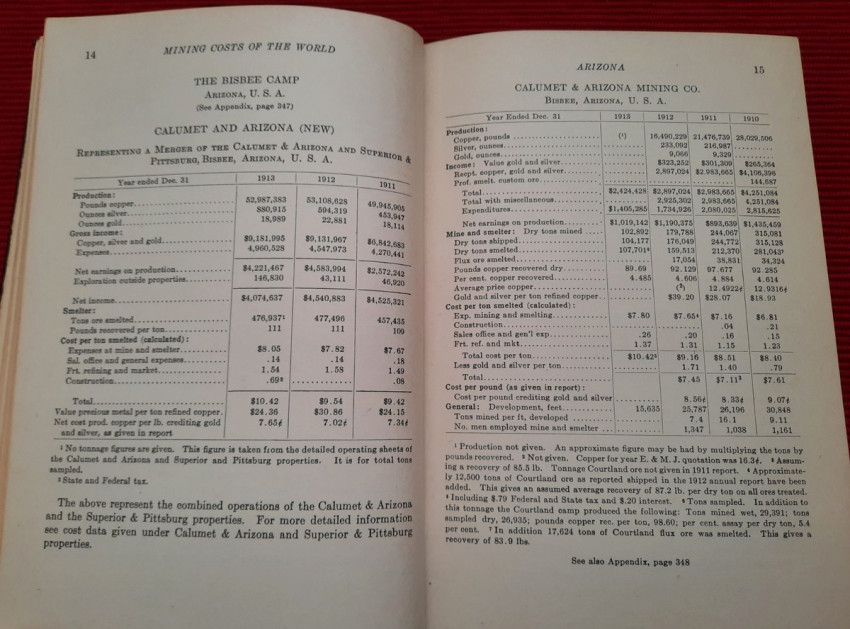 14
MINING COSTS OF THE WORLD
THE BISBEE CAMP
ARIZONA, U. S. A.
(See Appendix, page 347)
CALUMET AND ARIZONA (NEW)
REPRESENTING A MERGER OF THE CALUMET & ARIZONA AND SUPERIOR &
PITTSBURG, BISBEE, ARIZONA, U. S. A.
Year ended Dec. 31 1913 1912 1911
Production:
Pounds copper 52,987,383 53,108,628 49,945,905
Ounces silver 880,915 594,319 453,947
Ounces gold 18,989 22,881 18,114
Gross income:
Copper, silver and gold $9,181,995 $9,131,967 $6,842,683
Expenses 4,960,528 4,547,973 4,270,441
Net earnings on production $4,221,467 $4,583,994 $2,572,242
Exploration outside properties 146,830 43,111 46,920
Net income $4,074,637 $4,540,883 $4,525,321
Smelter:
Tons ore smelted 476,937¹ 477,496 457,435
Pounds recovered per ton 111 111 109
Cost per ton smelted (calculated):
Expenses at mine and smelter $8.05 $7.82 $7.67
Sal. office and general expenses .14 .14 .18
Frt. refining and market 1.54 1.58 1.49
Construction .69² .08
Total $10.42 $9.54 $9.42
Value precious metal per ton refined copper. $24.36 $30.86 $24.15
Net cost prod. copper per lb. crediting gold 7.65¢ 7.02¢ 7.34¢
and silver, as given in report
¹ No tonnage figures are given. This figure is taken from the detailed operating sheets of
the Calumet and Arizona and Superior and Pittsburg properties. It is for total tons
sampled.
² State and Federal tax.
The above represent the combined operations of the Calumet & Arizona
and the Superior & Pittsburg properties. For more detailed information
see cost data given under Calumet & Arizona and Superior & Pittsburg
properties.
ARIZONA
15
CALUMET & ARIZONA MINING CO.
BISBEE, ARIZONA, U. S. A.
Year Ended Dec. 31 1913 1912 1911 1910
Production:
Copper, pounds (¹) 16,490,229 21,476,739 28,029,506
Silver, ounces 233,092 216,987
Gold, ounces 9,066 9,329
Income: Value gold and silver $323,252 $301,309 $265,364
Recpt. copper, gold and silver 2,897,024 $2,983,665 $4,106,396
Prof. smelt. custom ore 144,687
Total $2,424,428 $2,897,024 $2,983,665 $4,251,084
Total with miscellaneous 2,925,302 2,983,665 4,251,084
Expenditures $1,405,285 1,734,926 2,080,025 2,815,625
Net earnings on production $1,019,142 $1,190,375 $893,639 $1,435,459
Mine and smelter: Dry tons mined 102,892 179,788 244,067 315,081
Dry tons shipped 104,177 176,049 244,772 315,128
Dry tons smelted 107,701⁶ 159,513 212,370 281,043⁷
Flux ore smelted 17,054 38,831 34,324
Pounds copper recovered dry 89.69 92.129 97.677 92.285
Per cent. copper recovered 4.485 4.606 4.884 4.614
Average price copper (²) 12.4922¢ 12.9316¢
Gold and silver per ton refined copper $39.20 $28.07 $18.93
Cost per ton smelted (calculated):
Exp. mining and smelting $7.80 $7.65⁴ $7.16 $6.81
Construction .04 .21
Sales office and gen'l exp. .26 .20 .16 .15
Frt. ref. and mkt. 1.37 1.31 1.15 1.23
Total cost per ton $10.42⁵ $9.16 $8.51 $8.40
Less gold and silver per ton 1.71 1.40 .79
Total $7.45 $7.11³ $7.61
Cost per pound (as given in report):
Cost per pound crediting gold and silver 8.56¢ 8.33¢ 9.07¢
General: Development, feet 15,635 25,787 26,196 30,848
Tons mined per ft, developed 7.4 16.1 9.11
No. men employed mine and smelter 1,347 1,038 1,161
¹ Production not given. An approximate figure may be had by multiplying the tons by
pounds recovered. ² Not given. Copper for year E. & M. J. quotation was 16.3¢. ³ Assum-
ing a recovery of 85.5 lb. Tonnage Courtland ore not given in 1911 report. ⁴ Approximate-
ly 12,500 tons of Courtland ore as reported shipped in the 1912 annual report have been
added. This gives an assumed average recovery of 87.2 lb. per dry ton on all ores treated.
⁵ Including $.79 Federal and State tax and $.20 interest. ⁶ Tons sampled. In addition to
this tonnage the Courtland camp produced the following: Tons mined wet, 29,391; tons
sampled dry, 26,935; pounds copper rec. per ton, 98.60; per cent. assay per dry ton, 5.4
per cent. ⁷ In addition 17,624 tons of Courtland flux ore was smelted. This gives a
recovery of 83.9 lbs.
See also Appendix, page 348